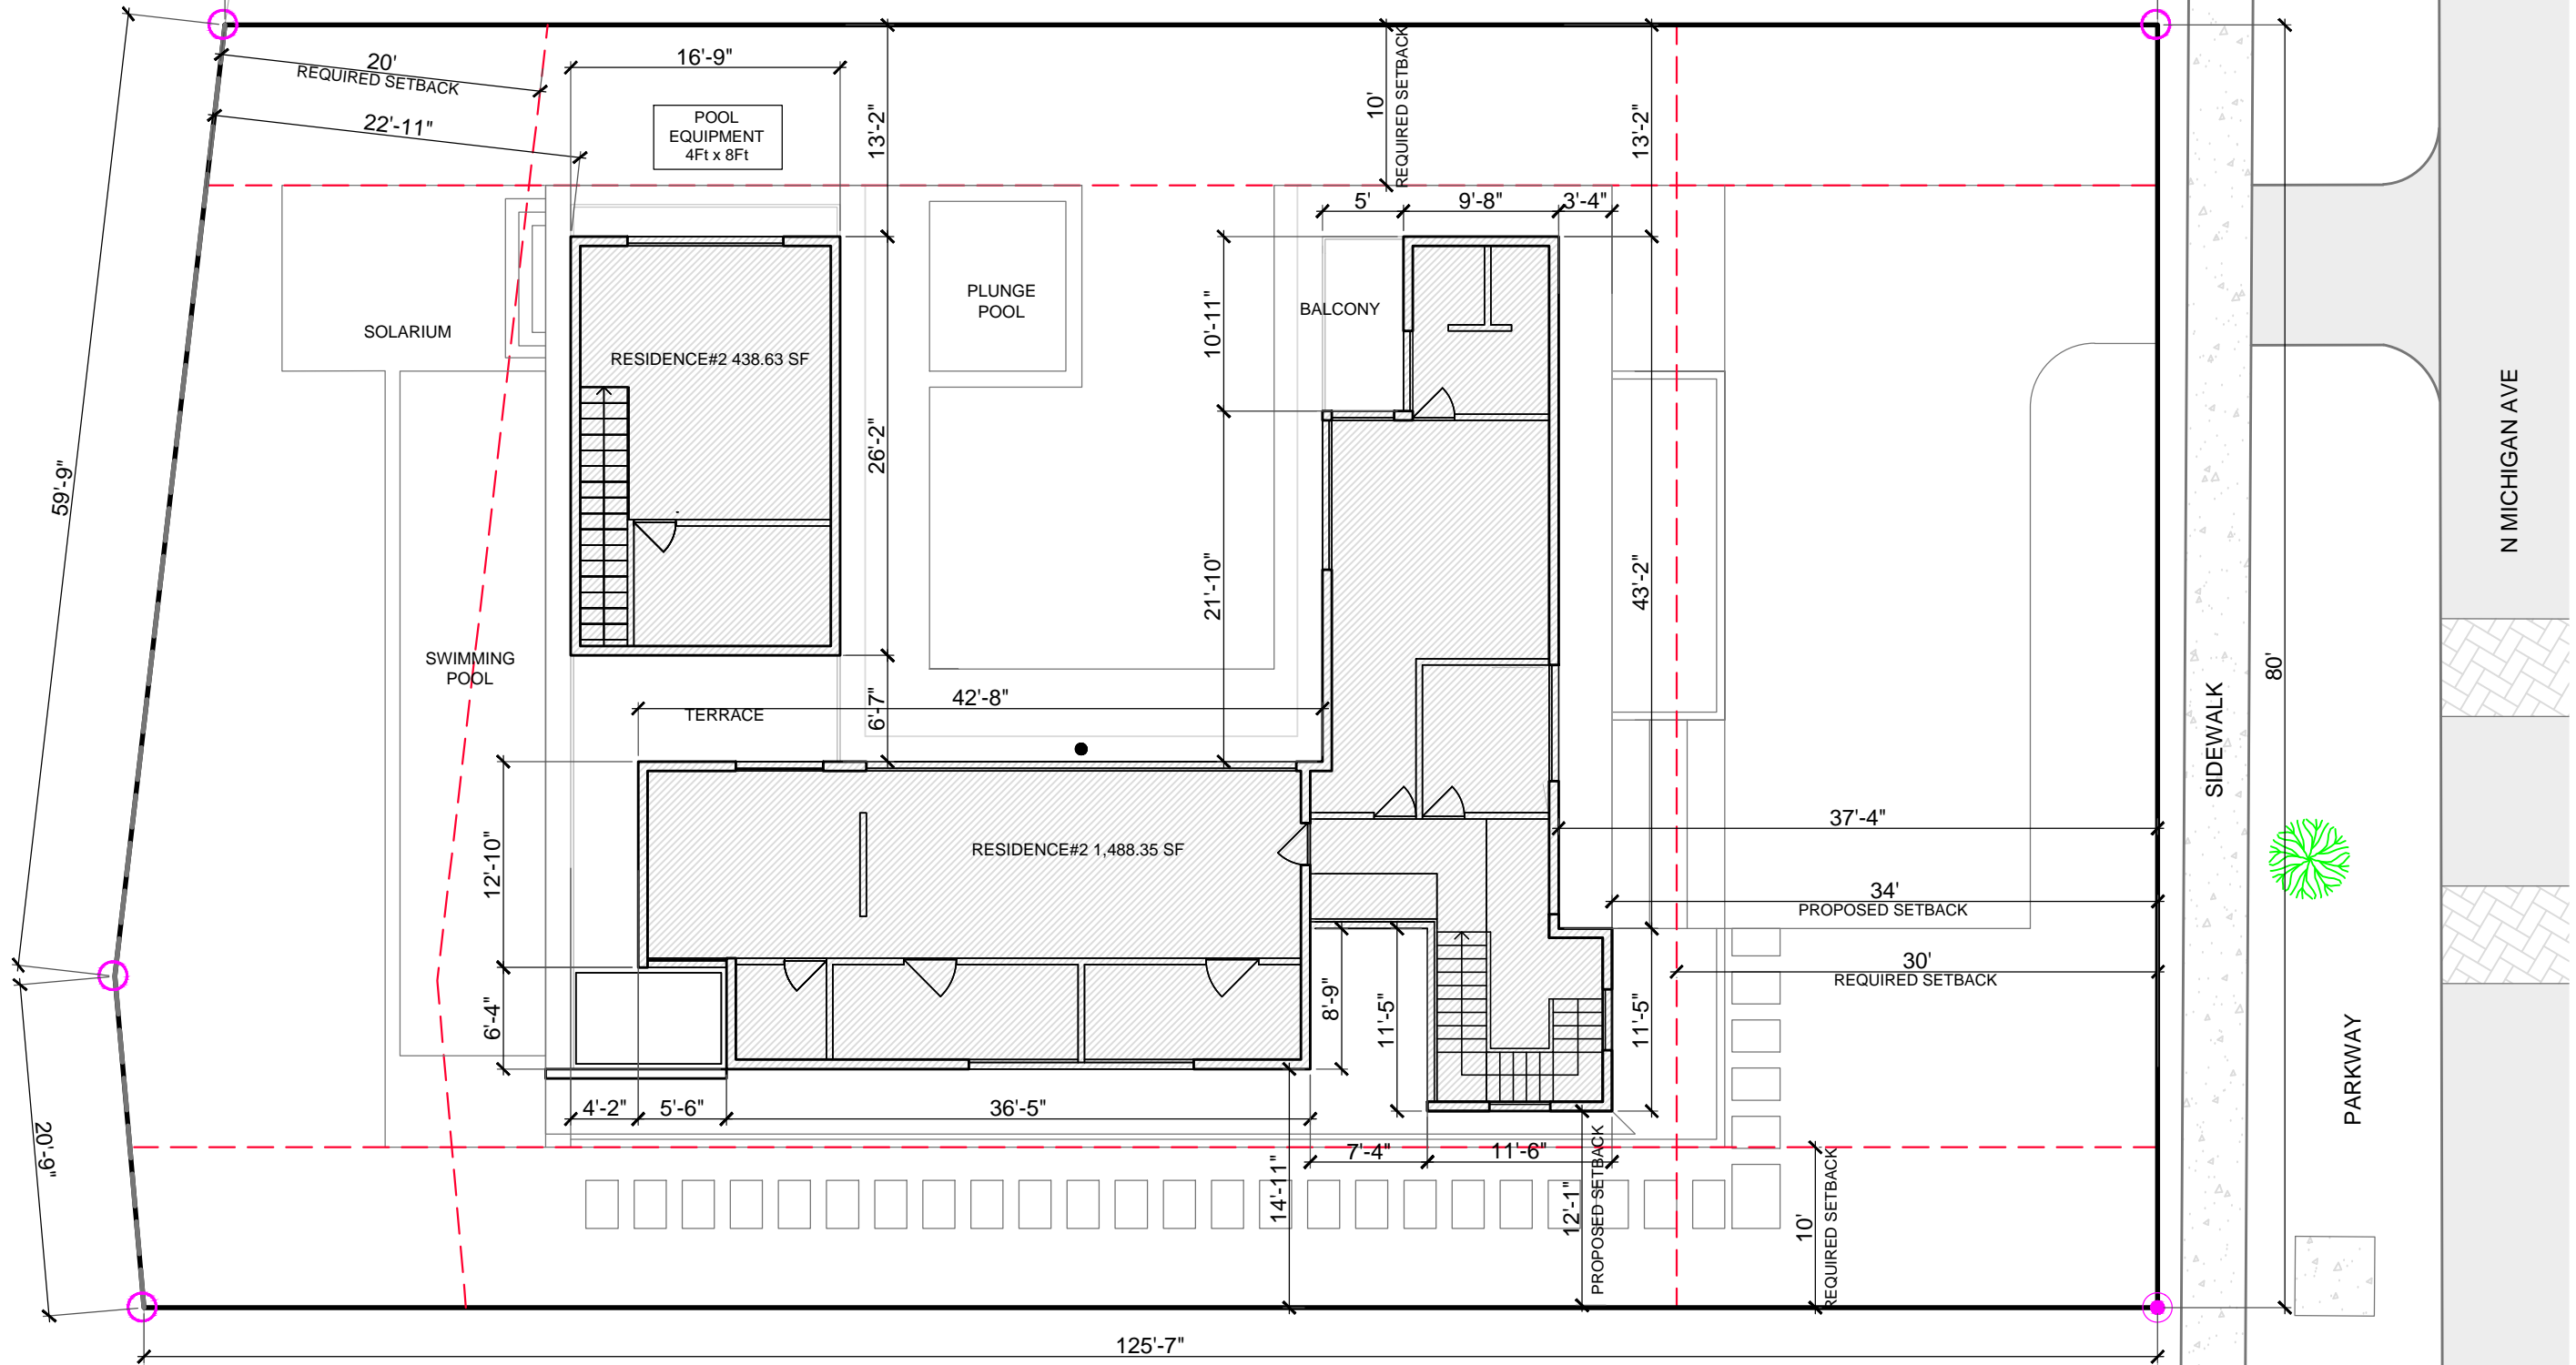 20'
REQUIRED SETBACK
22'-11"
16'-9"
POOL
EQUIPMENT
4Ft x 8Ft
13'-2"
10'
REQUIRED SETBACK
13'-2"
5'
9'-8"
3'-4"
59'-9"
SOLARIUM
RESIDENCE#2 438.63 SF
26'-2"
PLUNGE
POOL
10'-11"
BALCONY
21'-10"
43'-2"
N MICHIGAN AVE
80'
SWIMMING
POOL
TERRACE
6'-7"
42'-8"
SIDEWALK
12'-10"
RESIDENCE#2 1,488.35 SF
37'-4"
34'
PROPOSED SETBACK
30'
REQUIRED SETBACK
6'-4"
8'-9"
11'-5"
11'-5"
PARKWAY
20'-9"
4'-2"
5'-6"
36'-5"
7'-4"
11'-6"
14'-11"
12'-1"
PROPOSED SETBACK
10'
REQUIRED SETBACK
125'-7"